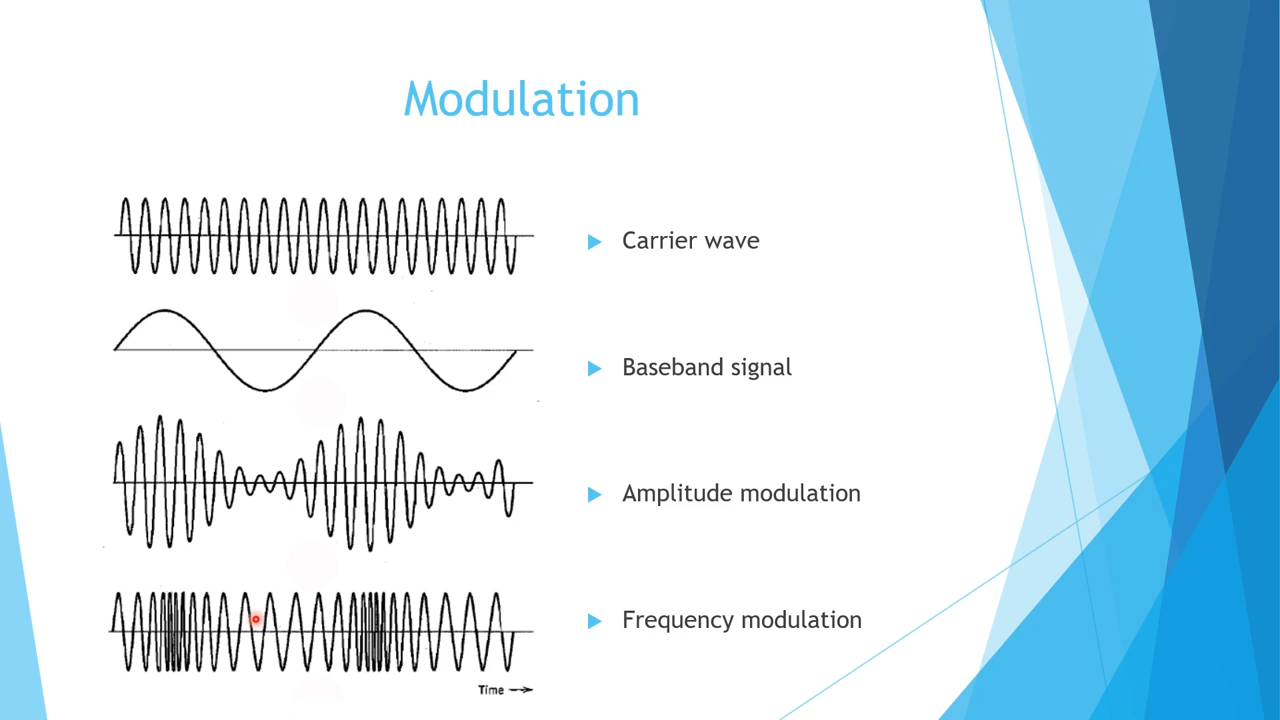 Modulation
Carrier wave
Baseband signal
Amplitude modulation
Frequency modulation
Time